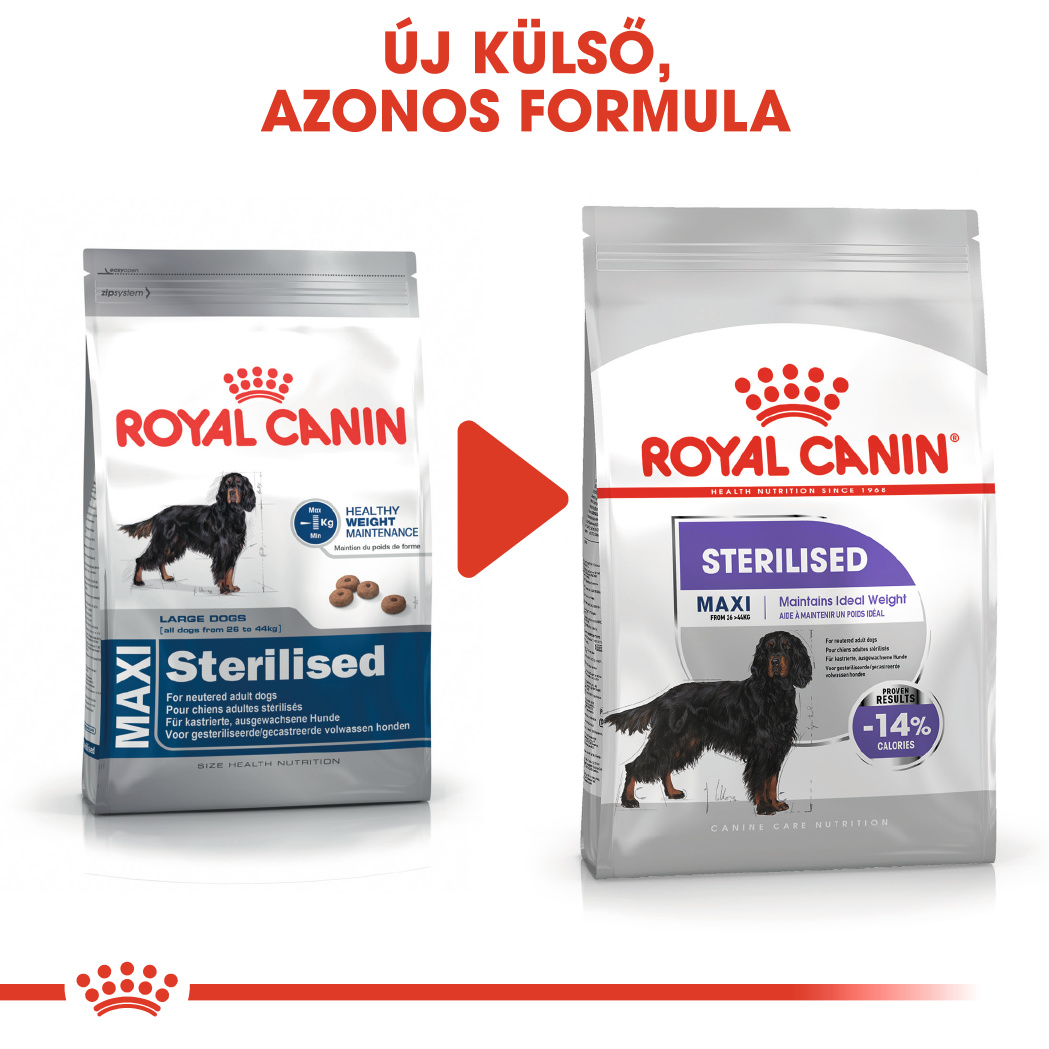 ÚJ KÜLSŐ,
AZONOS FORMULA
easyopen
zipsystem
ROYAL CANIN
Max
Kg
Min
HEALTHY
WEIGHT
MAINTENANCE
Maintien du poids de forme
LARGE DOGS
[all dogs from 26 to 44kg]
MAXI
Sterilised
For neutered adult dogs
Pour chiens adultes stérilisés
Für kastrierte, ausgewachsene Hunde
Voor gesteriliseerde/gecastreerde volwassen honden
SIZE HEALTH NUTRITION
ROYAL CANIN®
HEALTH NUTRITION SINCE 1968
STERILISED
MAXI
FROM 26 >44KG
Maintains Ideal Weight
AIDE À MAINTENIR UN POIDS IDÉAL
For neutered adult dogs
Pour chiens adultes stérilisés
Für kastrierte, ausgewachsene Hunde
Voor gesteriliseerde/gecastreerde
volwassen honden
PROVEN
RESULTS
-14%
CALORIES
CANINE CARE NUTRITION